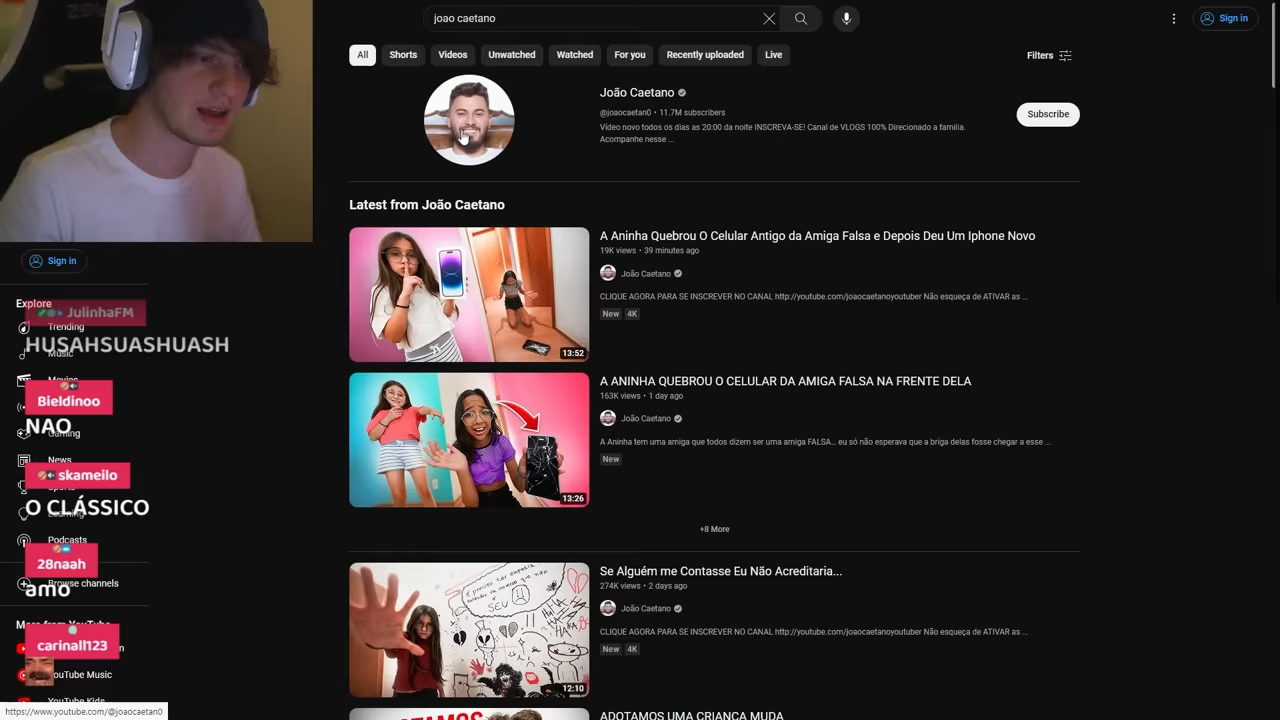 joao caetano
Sign in
All
Shorts
Videos
Unwatched
Watched
For you
Recently uploaded
Live
Filters
João Caetano
@joaocaetan0 • 11.7M subscribers
Vídeo novo todos os dias as 20:00 da noite INSCREVA-SE! Canal de VLOGS 100% Direcionado a família.
Acompanhe nesse ...
Subscribe
Latest from João Caetano
A Aninha Quebrou O Celular Antigo da Amiga Falsa e Depois Deu Um Iphone Novo
19K views • 39 minutes ago
João Caetano
CLIQUE AGORA PARA SE INSCREVER NO CANAL http://youtube.com/joaocaetanoyoutuber Não esqueça de ATIVAR as ...
New
4K
13:52
A ANINHA QUEBROU O CELULAR DA AMIGA FALSA NA FRENTE DELA
163K views • 1 day ago
João Caetano
A Aninha tem uma amiga que todos dizem ser uma amiga FALSA... eu só não esperava que a briga delas fosse chegar a esse ...
New
13:26
+8 More
Se Alguém me Contasse Eu Não Acreditaria...
274K views • 2 days ago
João Caetano
CLIQUE AGORA PARA SE INSCREVER NO CANAL http://youtube.com/joaocaetanoyoutuber Não esqueça de ATIVAR as ...
New
4K
12:10
ADOTAMOS UMA CRIANÇA MUDA
Sign in
Explore
JulinhaFM
Trending
HUSAHSUASHUASH
Music
Movies
Bieldinoo
NAO
Gaming
News
skameilo
Sports
O CLÁSSICO
Learning
Podcasts
28naah
Browse channels
amo
More from YouTube
carinall123
YouTube Music
YouTube Kids
https://www.youtube.com/@joaocaetan0